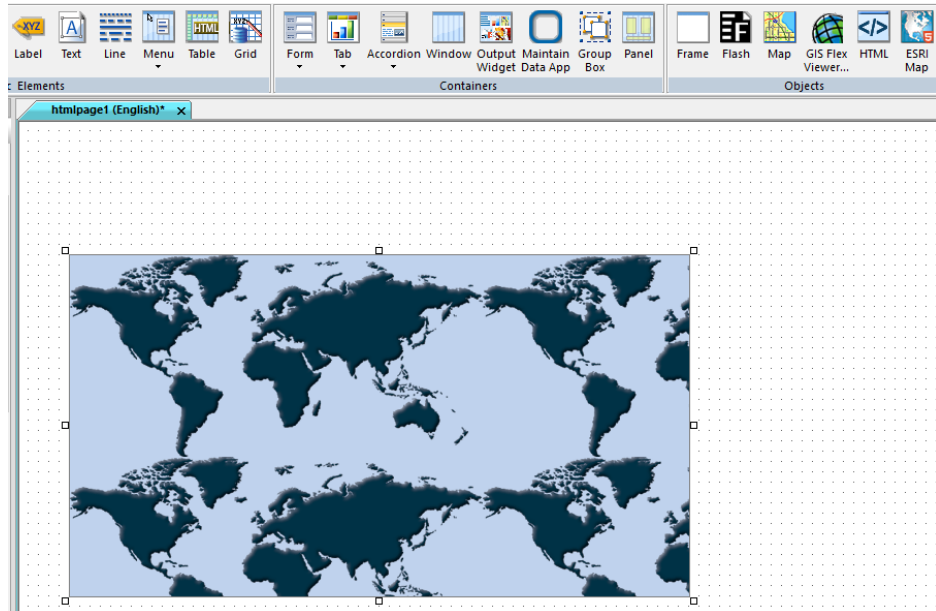 XYZ
A
HTML
XYZ
</>
5
Label Text Line Menu Table Grid Form Tab Accordion Window Output Widget Maintain Data App Group Box Panel Frame Flash Map GIS Flex Viewer... HTML ESRI Map
Elements Containers Objects
htmlpage1 (English)* x